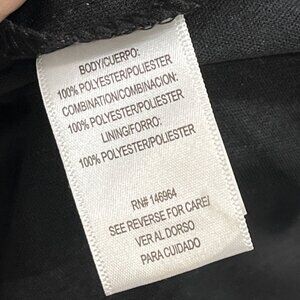 BODY/CUERPO:
100% POLYESTER/POLIESTER
COMBINATION/COMBINACION:
100% POLYESTER/POLIESTER
LINING/FORRO:
100% POLYESTER/POLIESTER
RN# 146964
SEE REVERSE FOR CARE/
VER AL DORSO
PARA CUIDADO